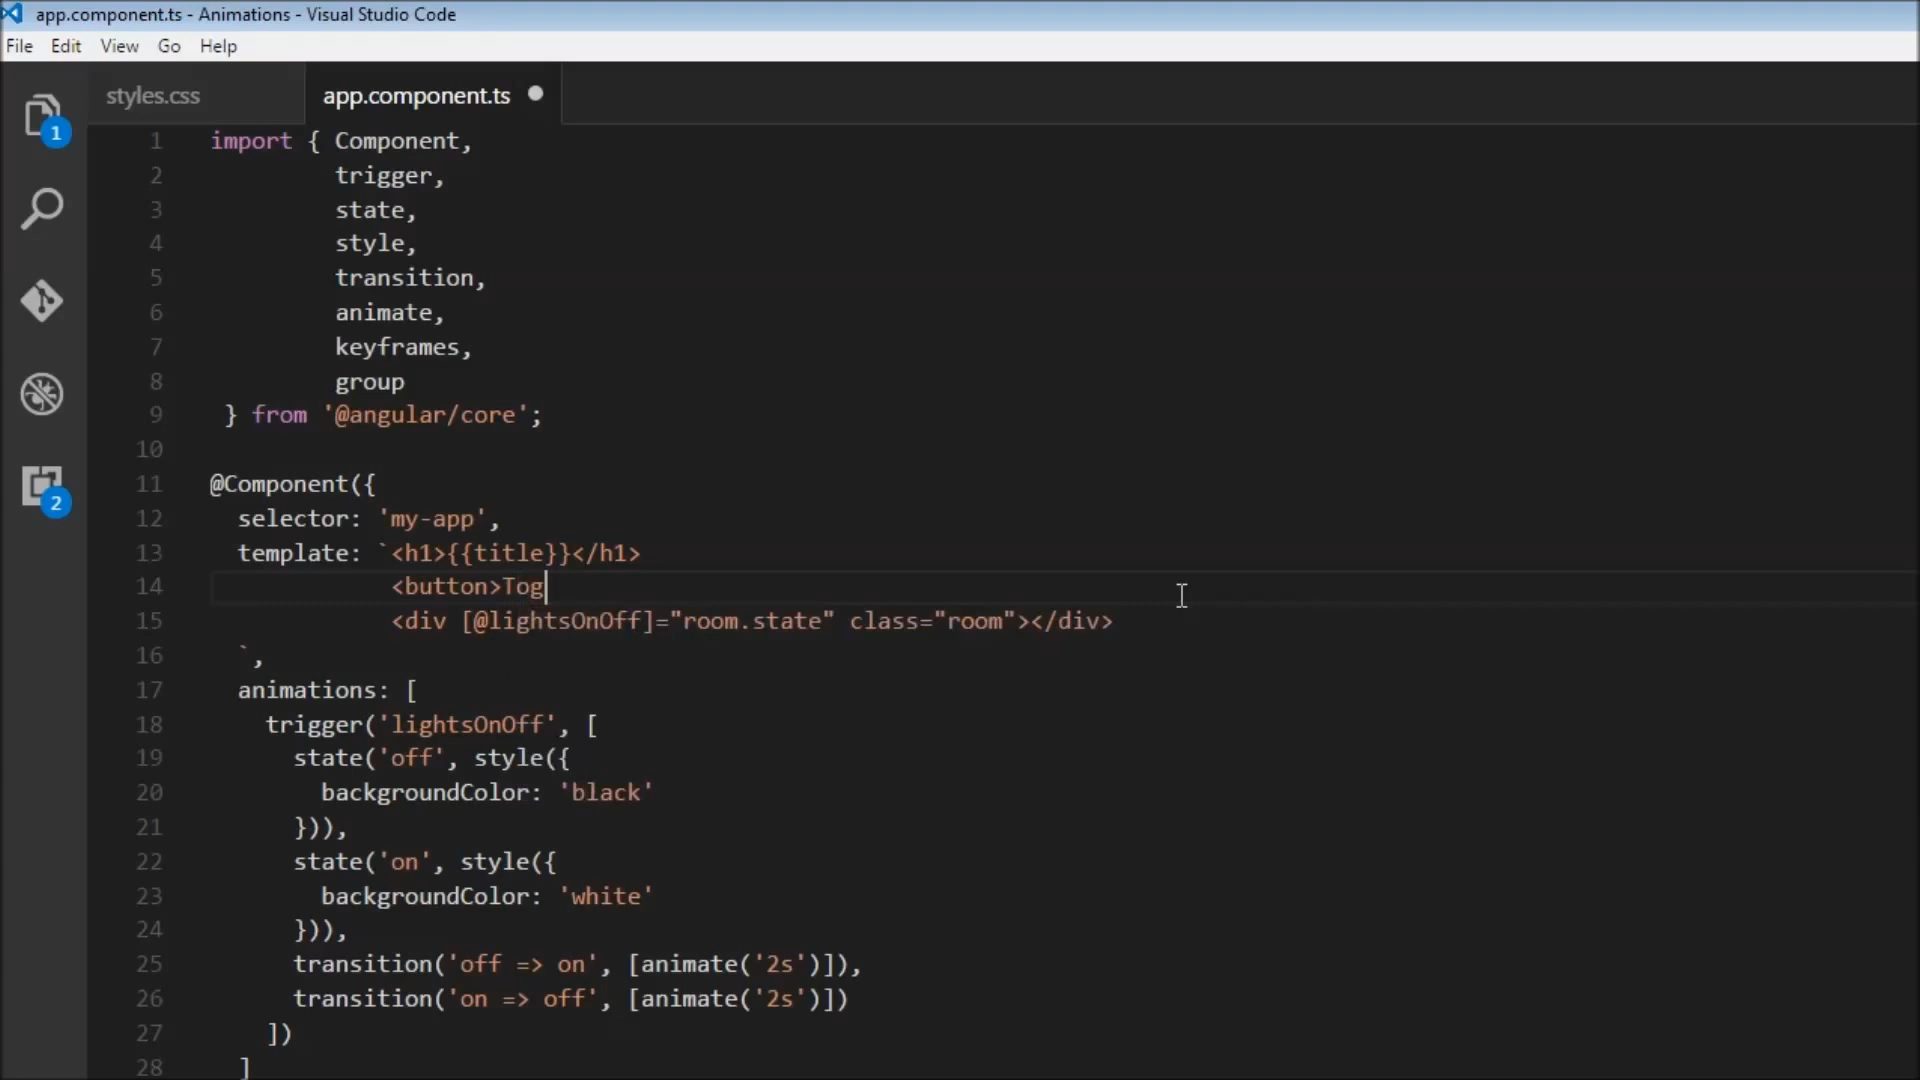 app.component.ts - Animations - Visual Studio Code
File Edit View Go Help
styles.css app.component.ts
1 import { Component,
2 trigger,
3 state,
4 style,
5 transition,
6 animate,
7 keyframes,
8 group
9 } from '@angular/core';
10
11 @Component({
12 selector: 'my-app',
13 template: `<h1>{{title}}</h1>
14 <button>Tog
15 <div [@lightsOnOff]="room.state" class="room"></div>
16 `,
17 animations: [
18 trigger('lightsOnOff', [
19 state('off', style({
20 backgroundColor: 'black'
21 })),
22 state('on', style({
23 backgroundColor: 'white'
24 })),
25 transition('off => on', [animate('2s')]),
26 transition('on => off', [animate('2s')])
27 ])
28 ]
1
2